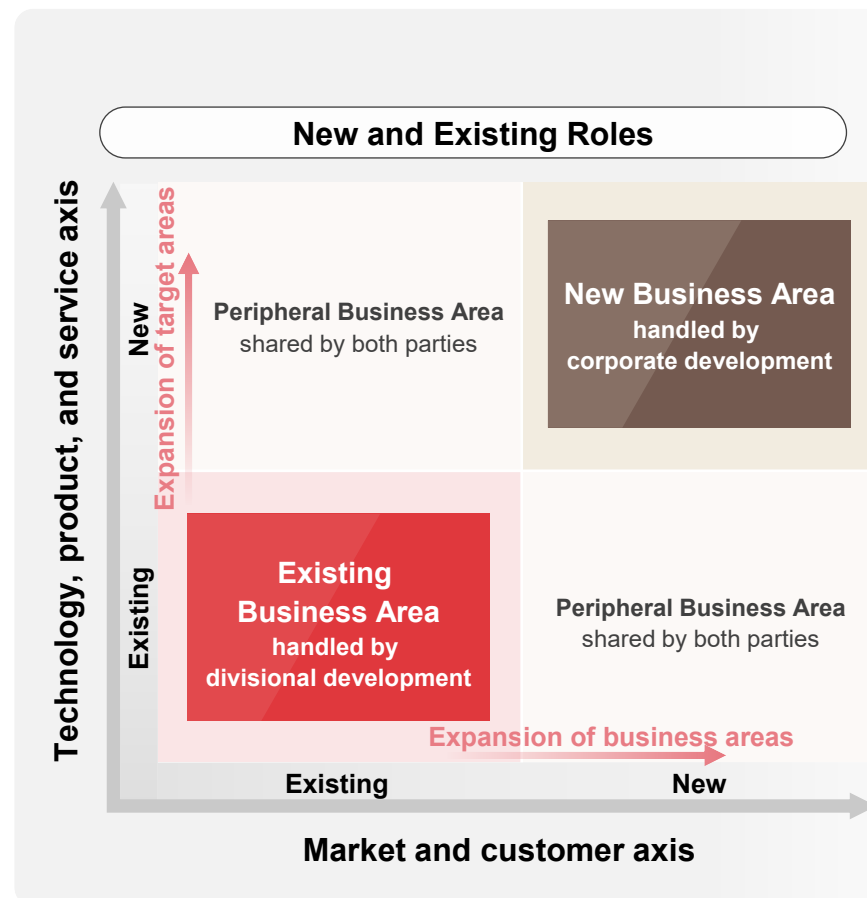 New and Existing Roles
Technology, product, and service axis
New
Expansion of target areas
Peripheral Business Area
shared by both parties
New Business Area
handled by
corporate development
Existing
Existing
Business Area
handled by
divisional development
Peripheral Business Area
shared by both parties
Expansion of business areas
Existing
New
Market and customer axis